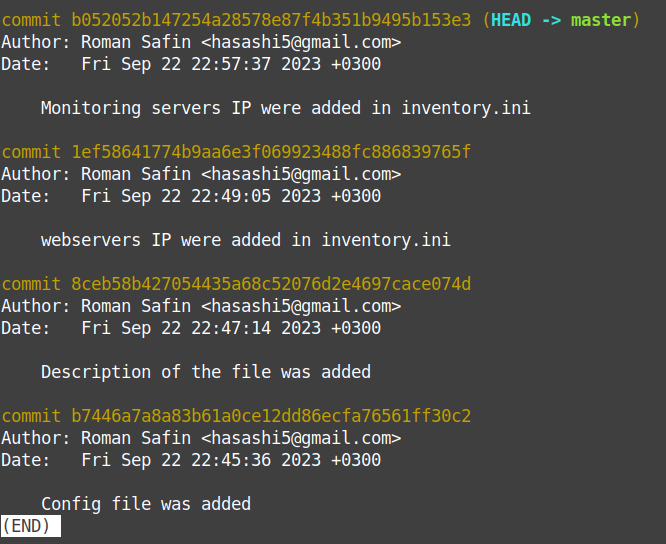 commit b052052b147254a28578e87f4b351b9495b153e3 (HEAD -> master)
Author: Roman Safin <hasashi5@gmail.com>
Date:   Fri Sep 22 22:57:37 2023 +0300
Monitoring servers IP were added in inventory.ini
commit 1ef58641774b9aa6e3f069923488fc886839765f
Author: Roman Safin <hasashi5@gmail.com>
Date:   Fri Sep 22 22:49:05 2023 +0300
webservers IP were added in inventory.ini
commit 8ceb58b427054435a68c52076d2e4697cace074d
Author: Roman Safin <hasashi5@gmail.com>
Date:   Fri Sep 22 22:47:14 2023 +0300
Description of the file was added
commit b7446a7a8a83b61a0ce12dd86ecfa76561ff30c2
Author: Roman Safin <hasashi5@gmail.com>
Date:   Fri Sep 22 22:45:36 2023 +0300
Config file was added
(END)